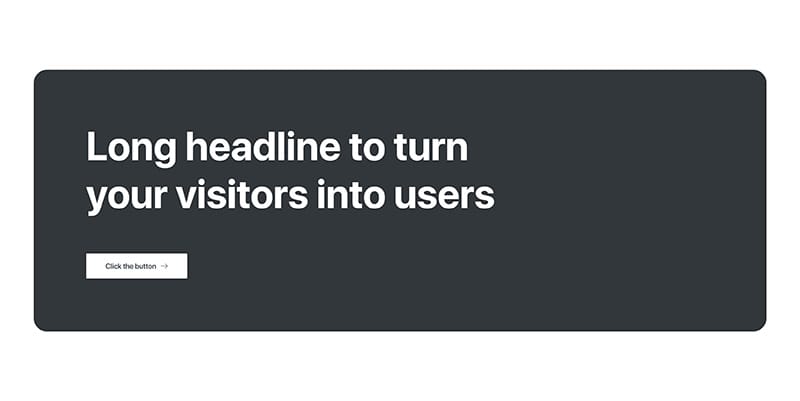 Long headline to turn
your visitors into users
Click the button →